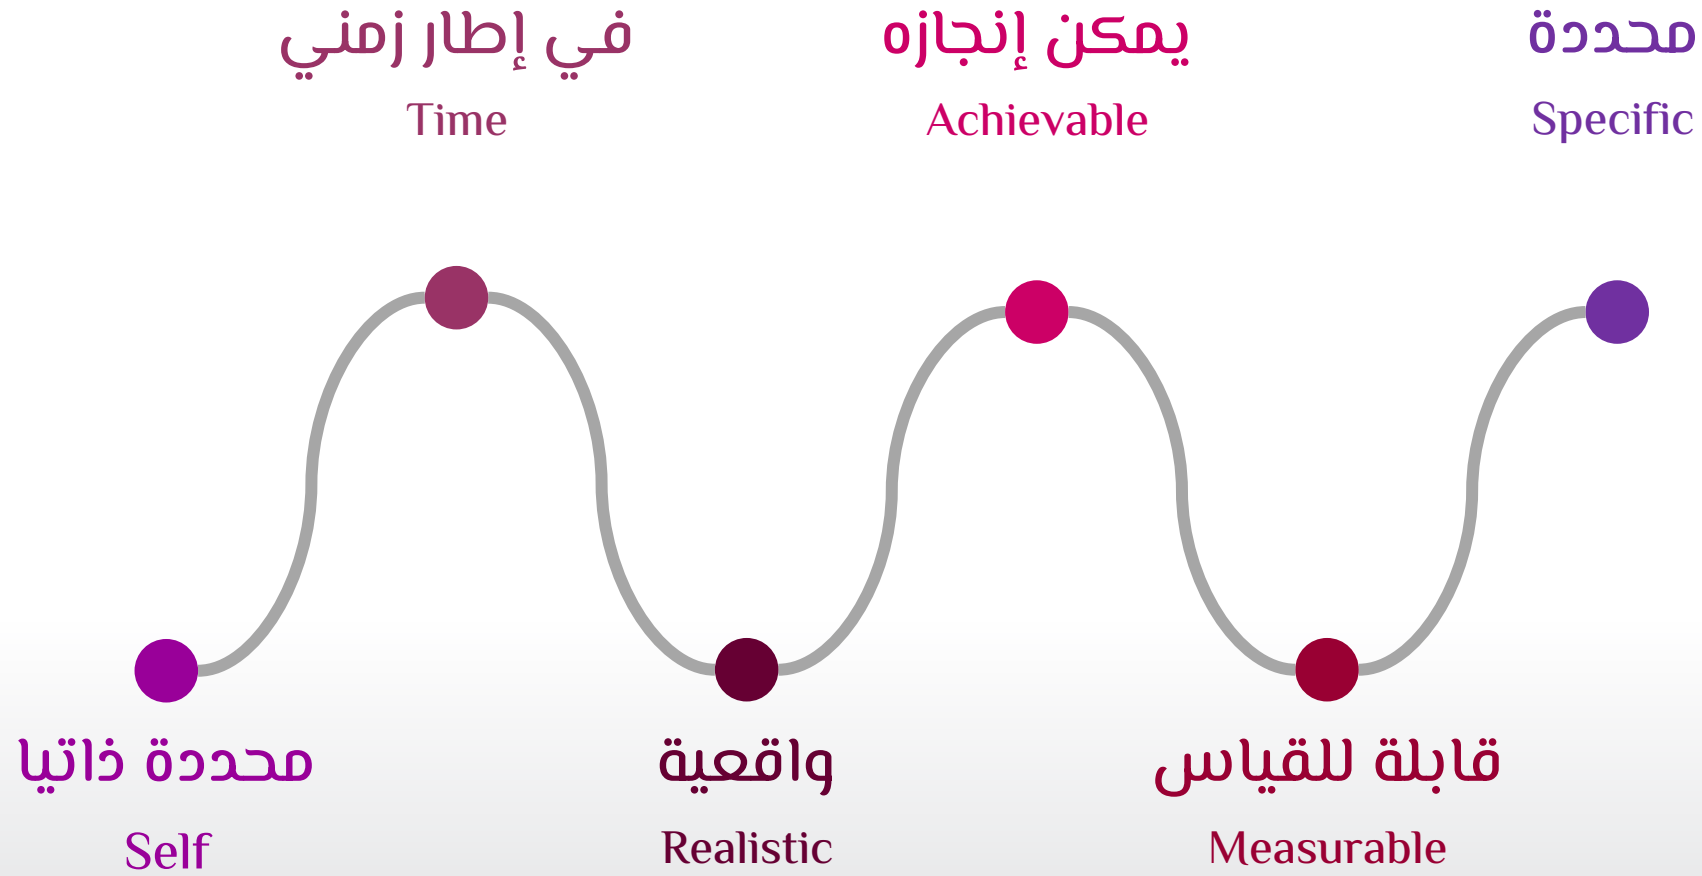 محددة
Specific
قابلة للقياس
Measurable
يمكن إنجازه
Achievable
واقعية
Realistic
في إطار زمني
Time
محددة ذاتيا
Self